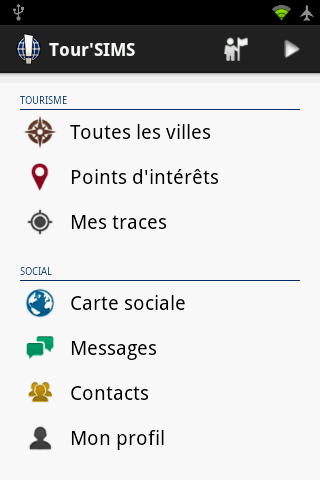 Tour'SIMS
TOURISME
Toutes les villes
Points d'intérêts
Mes traces
SOCIAL
Carte sociale
Messages
Contacts
Mon profil